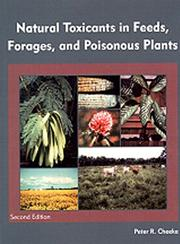 Natural Toxicants in Feeds,
Forages, and Poisonous Plants
Second Edition
Peter R. Cheeke